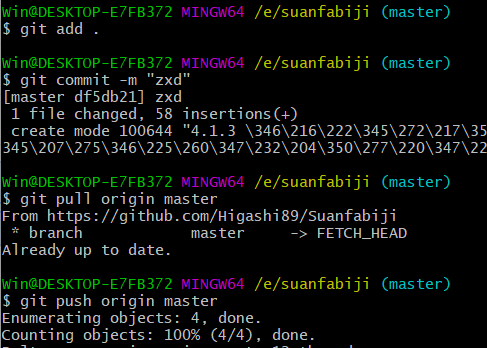 Win@DESKTOP-E7FB372 MINGW64 /e/suanfabiji (master)
$ git add .
Win@DESKTOP-E7FB372 MINGW64 /e/suanfabiji (master)
$ git commit -m "zxd"
[master df5db21] zxd
1 file changed, 58 insertions(+)
create mode 100644 "4.1.3 \346\216\222\345\272\217\35
345\207\275\346\225\260\347\232\204\350\277\220\347\22
Win@DESKTOP-E7FB372 MINGW64 /e/suanfabiji (master)
$ git pull origin master
From https://github.com/Higashi89/Suanfabiji
* branch master -> FETCH_HEAD
Already up to date.
Win@DESKTOP-E7FB372 MINGW64 /e/suanfabiji (master)
$ git push origin master
Enumerating objects: 4, done.
Counting objects: 100% (4/4), done.